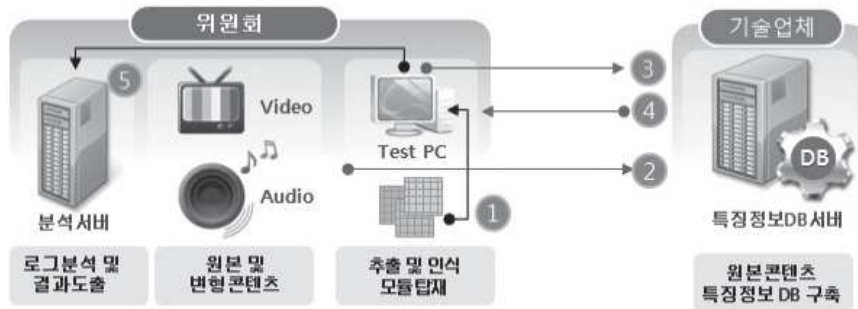 위원회
기술업체
5
Video
Audio
Test PC
3
4
2
1
DB
분석서버
특징정보DB서버
로그분석 및
결과도출
원본 및
변형콘텐츠
추출 및 인식
모듈탑재
원본콘텐츠
특징정보 DB 구축